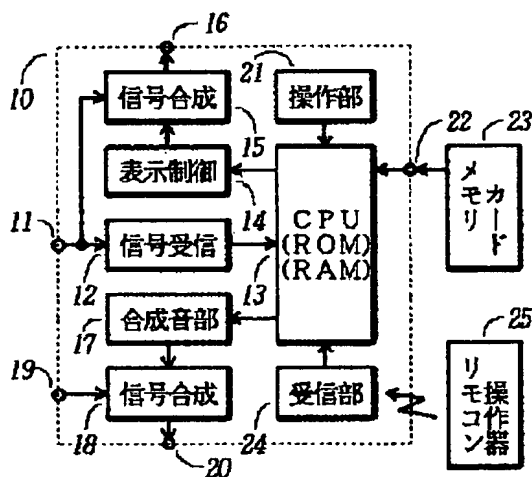 16
10
信号合成
21
操作部
15
22
23
表示制御
メモリ
カード
11
14
CPU
(ROM)
(RAM)
信号受信
12
13
合成音部
17
25
19
信号合成
受信部
リモコン
操作器
18
24
20